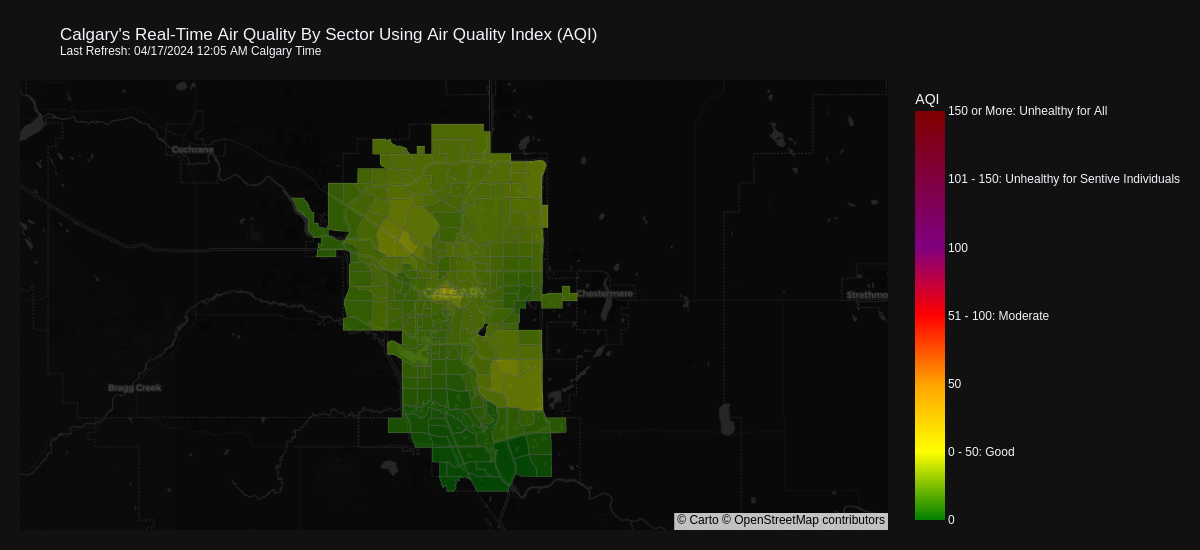 Calgary's Real-Time Air Quality By Sector Using Air Quality Index (AQI)
Last Refresh: 04/17/2024 12:05 AM Calgary Time
AQI
150 or More: Unhealthy for All
101 - 150: Unhealthy for Sentive Individuals
100
51 - 100: Moderate
50
0 - 50: Good
0
Cochrane
CALGARY
Chestermere
Strathmo
Bragg Creek
© Carto © OpenStreetMap contributors